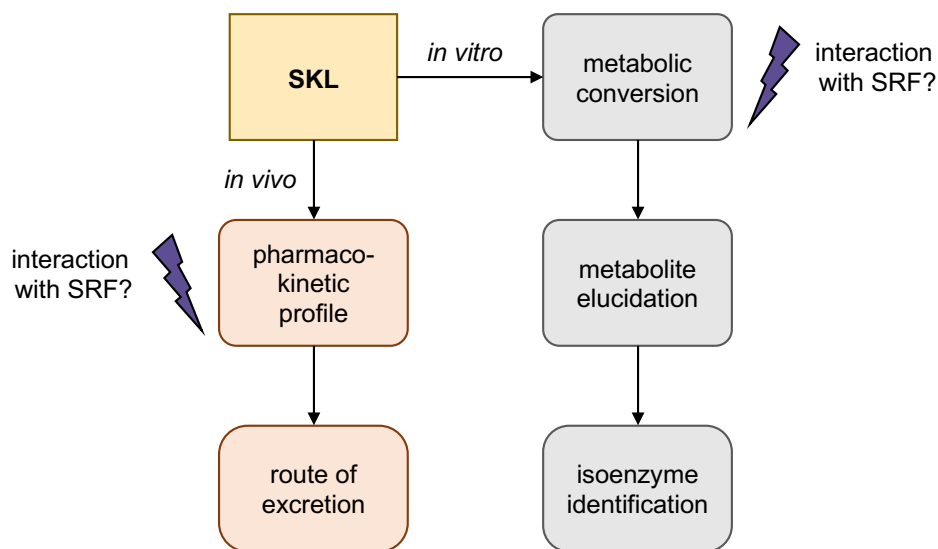 SKL
in vitro
metabolic
conversion
interaction
with SRF?
in vivo
interaction
with SRF?
pharmaco-
kinetic
profile
metabolite
elucidation
route of
excretion
isoenzyme
identification